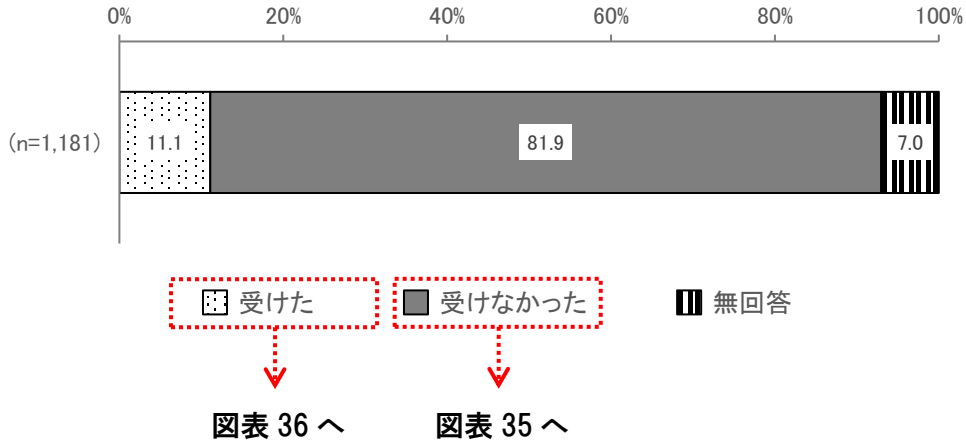 0% 20% 40% 60% 80% 100%
(n=1,181) 11.1 81.9 7.0
受けた 受けなかった 無回答
図表 36 へ 図表 35 へ